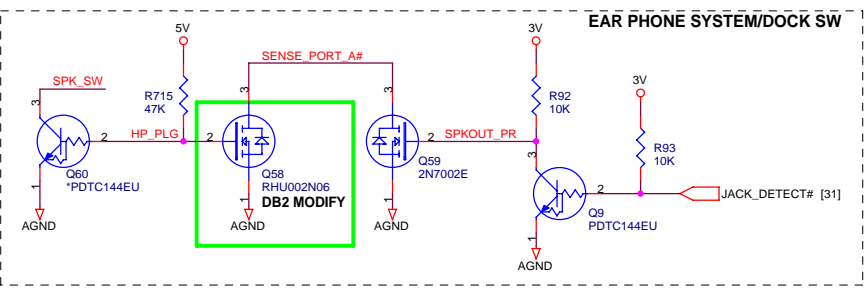 EAR PHONE SYSTEM/DOCK SW
5V
3V
SENSE_PORT_A#
SPK_SW
3V
3
R715
47K
3
3
R92
10K
HP_PLG
2
2
2
SPKOUT_PR
R93
10K
Q60
*PDTC144EU
Q58
RHU002N06
DB2 MODIFY
Q59
2N7002E
3
2
JACK_DETECT# [31]
1
1
1
Q9
PDTC144EU
AGND
AGND
AGND
1
AGND